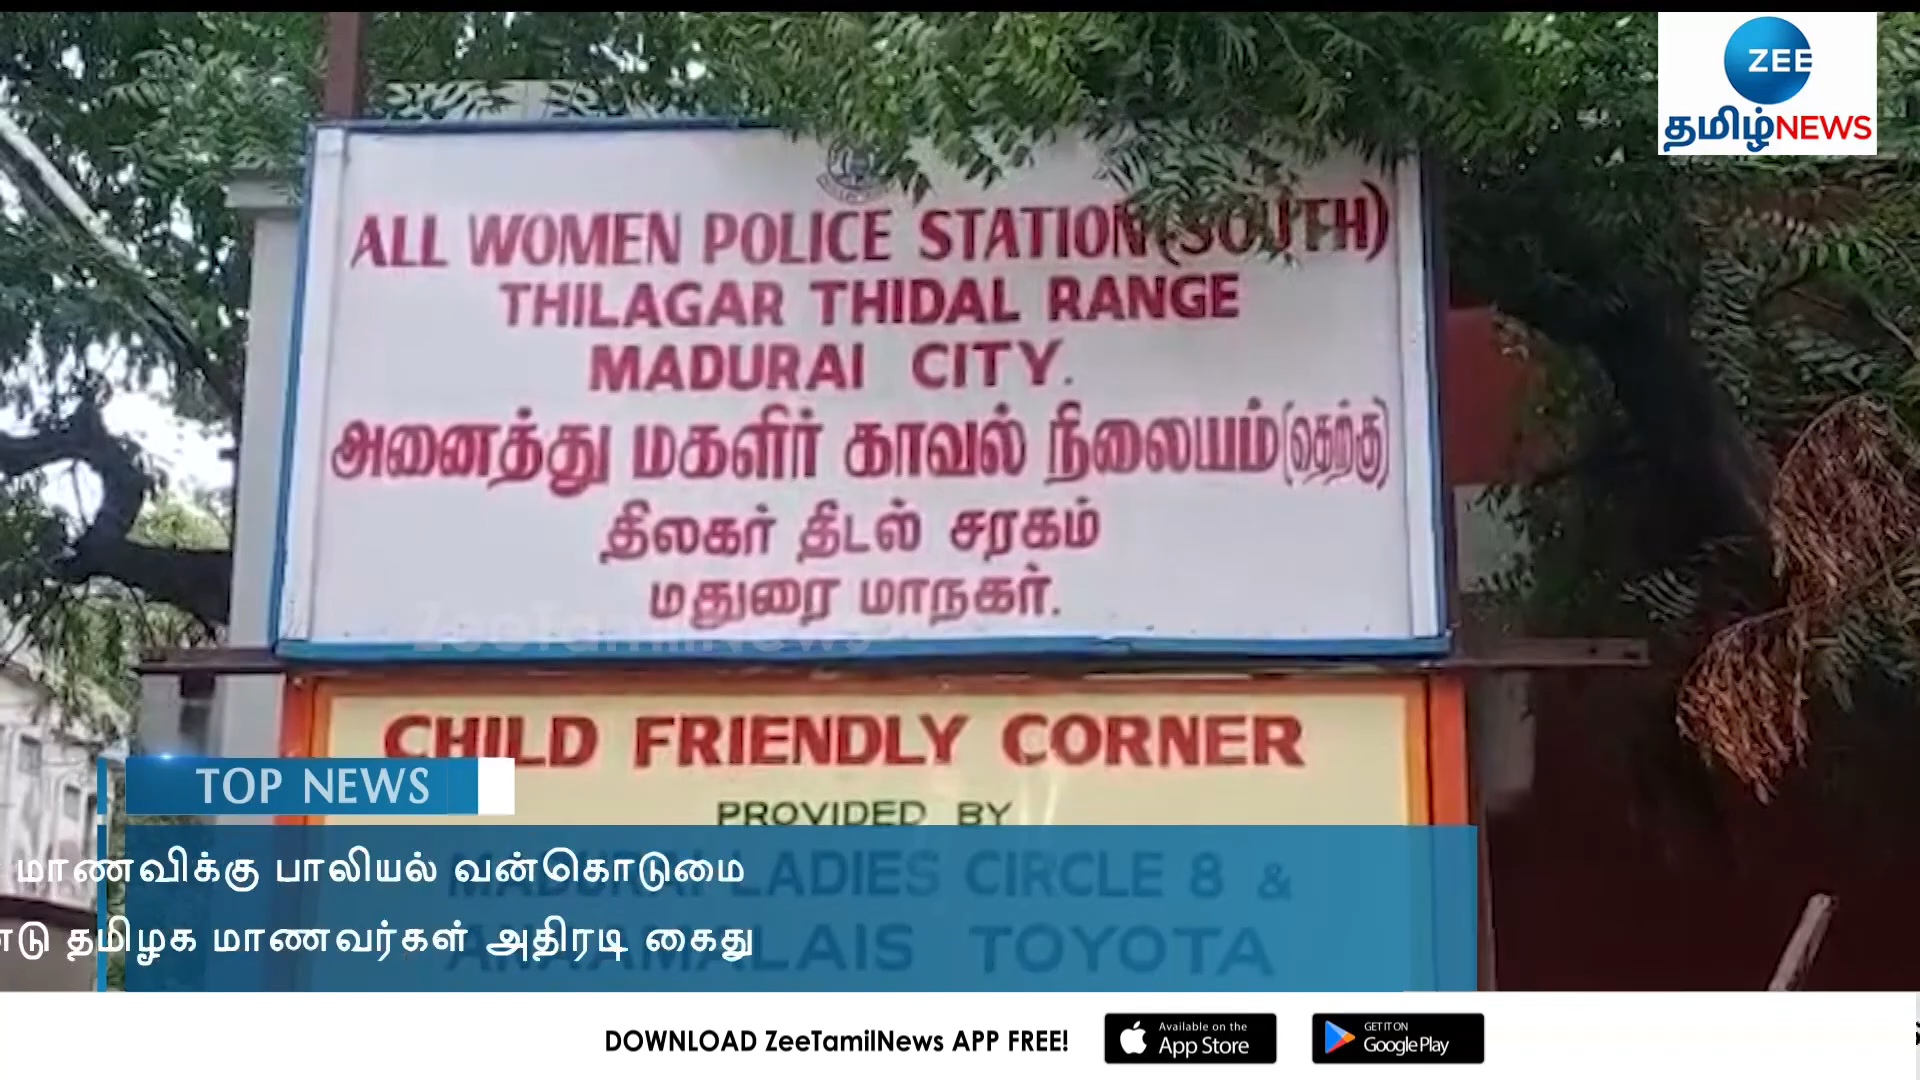 ZEE
தமிழ்NEWS
ALL WOMEN POLICE STATION (SOUTH)
THILAGAR THIDAL RANGE
MADURAI CITY.
அனைத்து மகளிர் காவல் நிலையம் (தெற்கு)
திலகர் திடல் சரகம்
மதுரை மாநகர்.
ZeeTamilNews
CHILD FRIENDLY CORNER
PROVIDED BY
MADURAI LADIES CIRCLE 8 &
TOYOTA
TOP NEWS
மாணவிக்கு பாலியல் வன்கொடுமை
தமிழக மாணவர்கள் அதிரடி கைது
DOWNLOAD ZeeTamilNews APP FREE!
Available on the
App Store
GET IT ON
Google Play